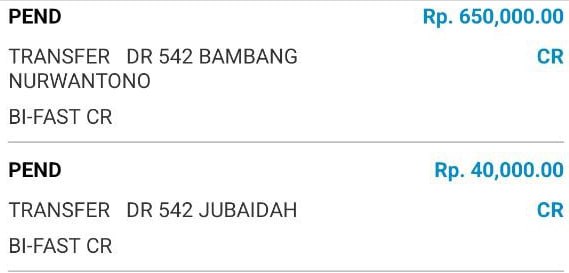 PEND Rp. 650,000.00
TRANSFER DR 542 BAMBANG CR
NURWANTONO
BI-FAST CR
PEND Rp. 40,000.00
TRANSFER DR 542 JUBAIDAH CR
BI-FAST CR